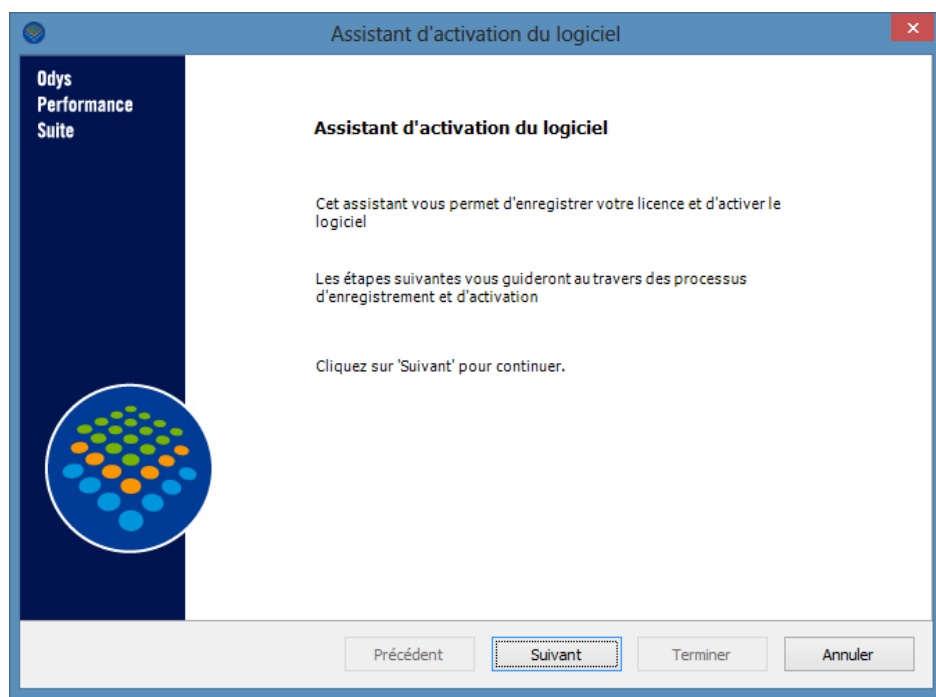 Assistant d'activation du logiciel
Odys
Performance
Suite
Assistant d'activation du logiciel
Cet assistant vous permet d'enregistrer votre licence et d'activer le
logiciel
Les étapes suivantes vous guideront au travers des processus
d'enregistrement et d'activation
Cliquez sur 'Suivant' pour continuer.
Précédent
Suivant
Terminer
Annuler